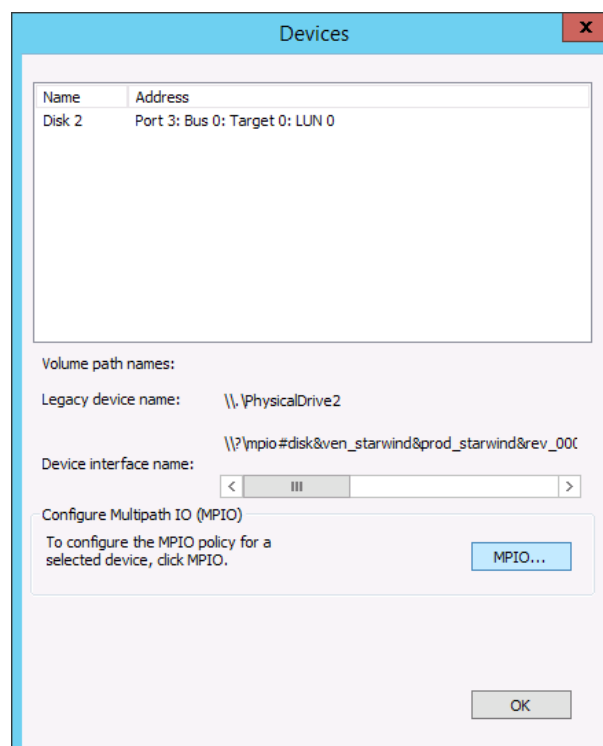 Devices
x
Name Address
Disk 2 Port 3: Bus 0: Target 0: LUN 0
Volume path names:
Legacy device name: \\.\PhysicalDrive2
\\?\mpio#disk&ven_starwind&prod_starwind&rev_000
Device interface name:
Configure Multipath IO (MPIO)
To configure the MPIO policy for a
selected device, click MPIO.
MPIO...
OK